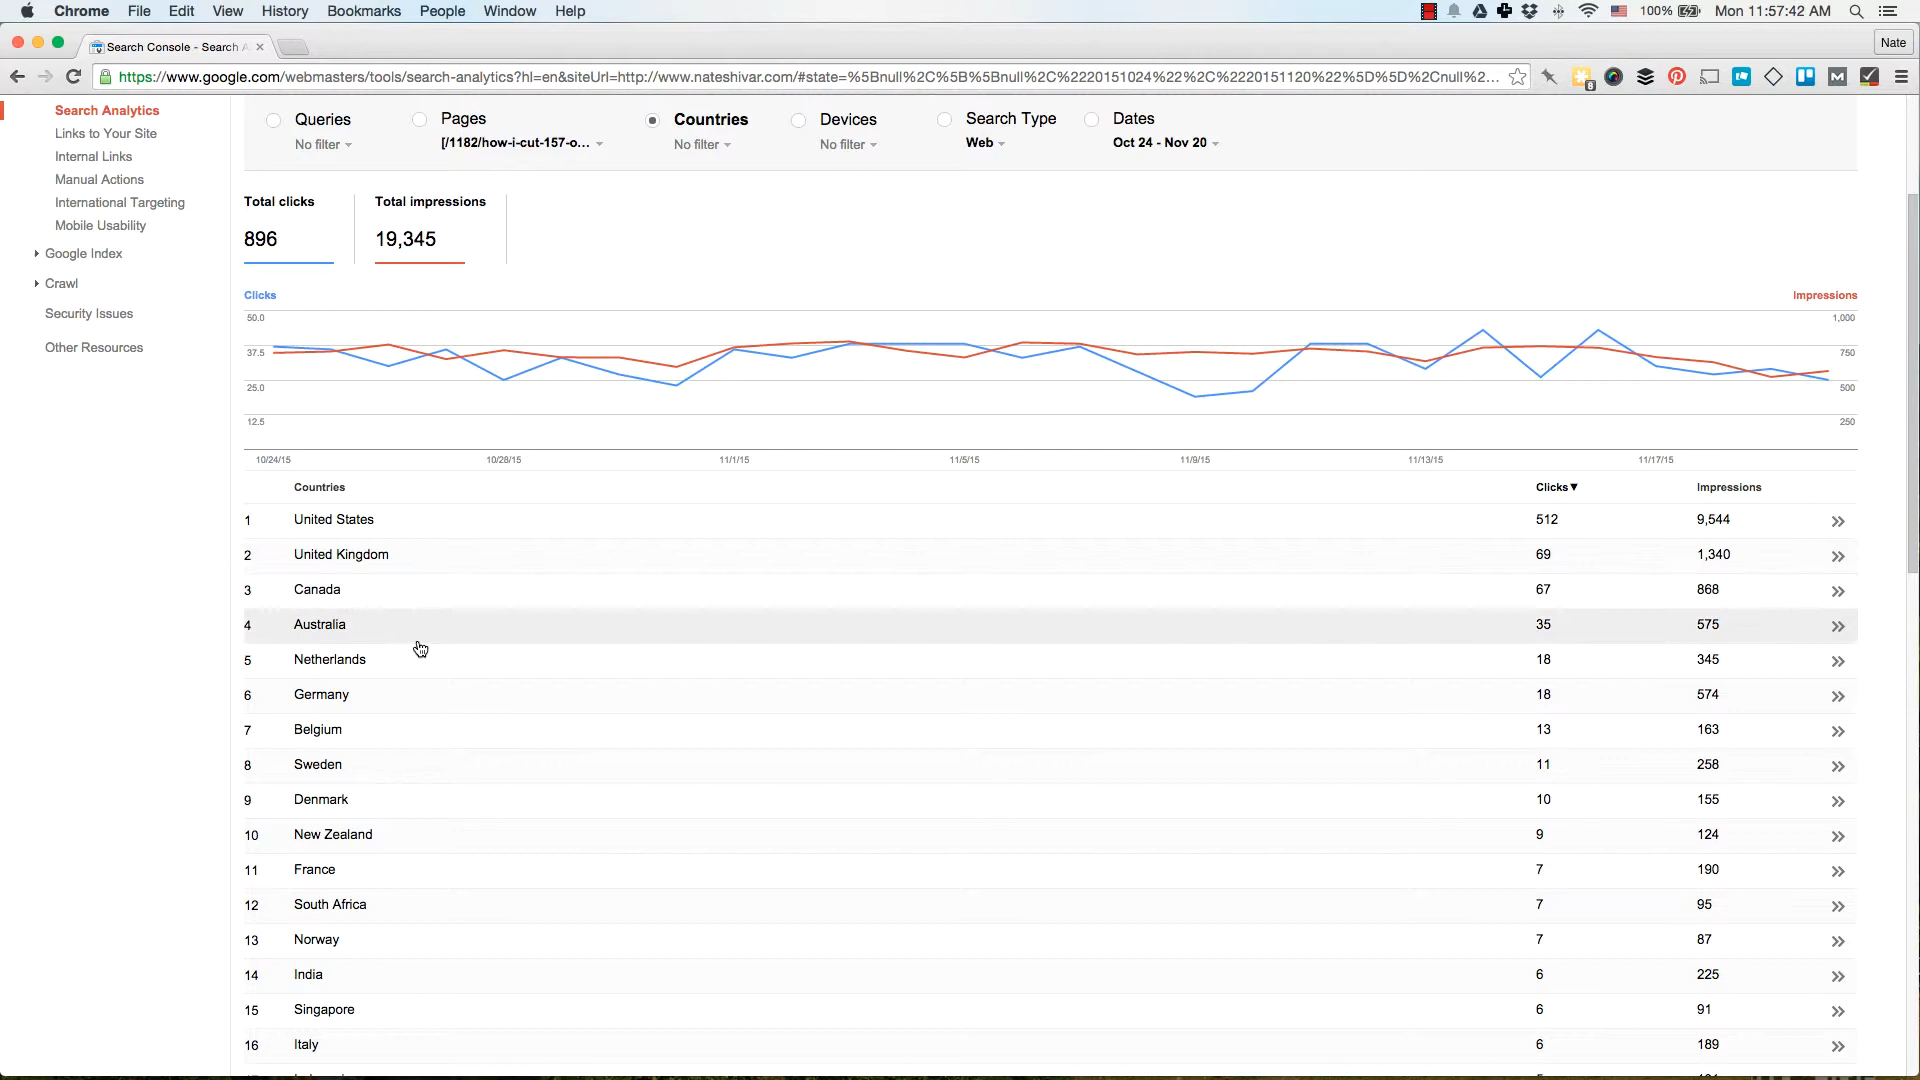 Chrome File Edit View History Bookmarks People Window Help 100% Mon 11:57:42 AM
Search Console - Search A Nate
https://www.google.com/webmasters/tools/search-analytics?hl=en&siteUrl=http://www.nateshivar.com/#state=%5Bnull%2C%5B%5Bnull%2C%2220151024%22%2C%2220151120%22%5D%5D%2Cnull%2... 8
Search Analytics
Links to Your Site
Internal Links
Manual Actions
International Targeting
Mobile Usability
Google Index
Crawl
Security Issues
Other Resources
Queries Pages Countries Devices Search Type Dates
No filter [/1182/how-i-cut-157-o... No filter No filter Web Oct 24 - Nov 20
Total clicks Total impressions
896 19,345
Clicks Impressions
50.0 1,000
37.5 750
25.0 500
12.5 250
10/24/15 10/28/15 11/1/15 11/5/15 11/9/15 11/13/15 11/17/15
Countries Clicks▼ Impressions
1 United States 512 9,544 »
2 United Kingdom 69 1,340 »
3 Canada 67 868 »
4 Australia 35 575 »
5 Netherlands 18 345 »
6 Germany 18 574 »
7 Belgium 13 163 »
8 Sweden 11 258 »
9 Denmark 10 155 »
10 New Zealand 9 124 »
11 France 7 190 »
12 South Africa 7 95 »
13 Norway 7 87 »
14 India 6 225 »
15 Singapore 6 91 »
16 Italy 6 189 »